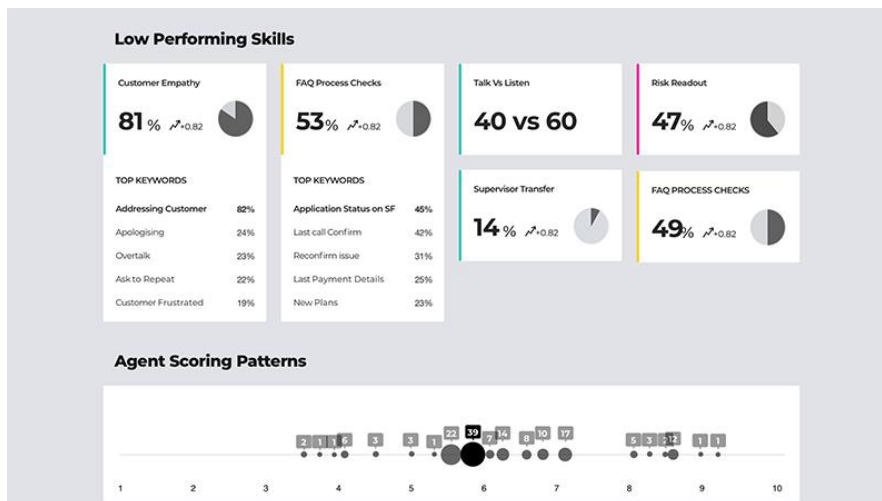 Low Performing Skills
Customer Empathy
81 %
+0.82
TOP KEYWORDS
Addressing Customer 82%
Apologising 24%
Overtalk 23%
Ask to Repeat 22%
Customer Frustrated 19%
FAQ Process Checks
53%
+0.82
TOP KEYWORDS
Application Status on SF 45%
Last call Confirm 42%
Reconfirm issue 31%
Last Payment Details 25%
New Plans 23%
Talk Vs Listen
40 vs 60
Risk Readout
47%
+0.82
Supervisor Transfer
14 %
+0.82
FAQ PROCESS CHECKS
49%
+0.82
Agent Scoring Patterns
2 1 1 6 3 3 1 22 39 7 14 8 10 17 5 3 12 1 1
1 2 3 4 5 6 7 8 9 10